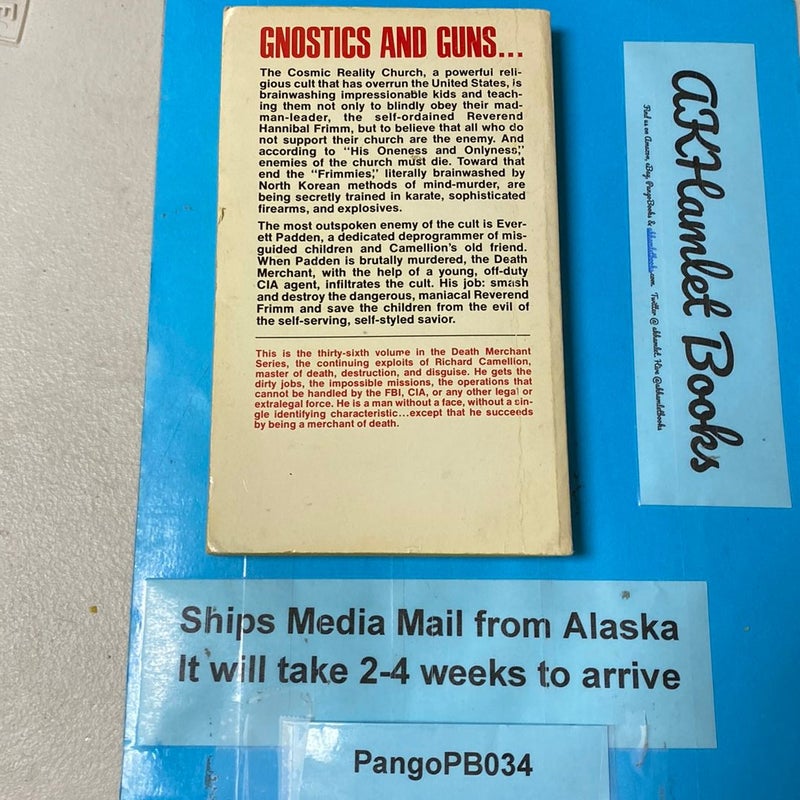 GNOSTICS AND GUNS...
The Cosmic Reality Church, a powerful reli-
gious cult that has overrun the United States, is
brainwashing impressionable kids and teach-
ing them not only to blindly obey their mad-
man-leader, the self-ordained Reverend
Hannibal Frimm, but to believe that all who do
not support their church are the enemy. And
according to "His Oneness and Onlyness,"
enemies of the church must die. Toward that
end the "Frimmies," literally brainwashed by
North Korean methods of mind-murder, are
being secretly trained in karate, sophisticated
firearms, and explosives.
The most outspoken enemy of the cult is Ever-
ett Padden, a dedicated deprogrammer of mis-
guided children and Camellion's old friend.
When Padden is brutally murdered, the Death
Merchant, with the help of a young, off-duty
CIA agent, infiltrates the cult. His job: smash
and destroy the dangerous, maniacal Reverend
Frimm and save the children from the evil of
the self-serving, self-styled savior.
This is the thirty-sixth volume in the Death Merchant
Series, the continuing exploits of Richard Camellion,
master of death, destruction, and disguise. He gets the
dirty jobs, the impossible missions, the operations that
cannot be handled by the FBI, CIA, or any other legal or
extralegal force. He is a man without a face, without a sin-
gle identifying characteristic...except that he succeeds
by being a merchant of death.
AKHamlet Books
Find us on Amazon, eBay, PangoBooks & akhamletbooks.com Twitter @ akhamlet. Hive @akhamletbooks
Ships Media Mail from Alaska
It will take 2-4 weeks to arrive
PangoPB034